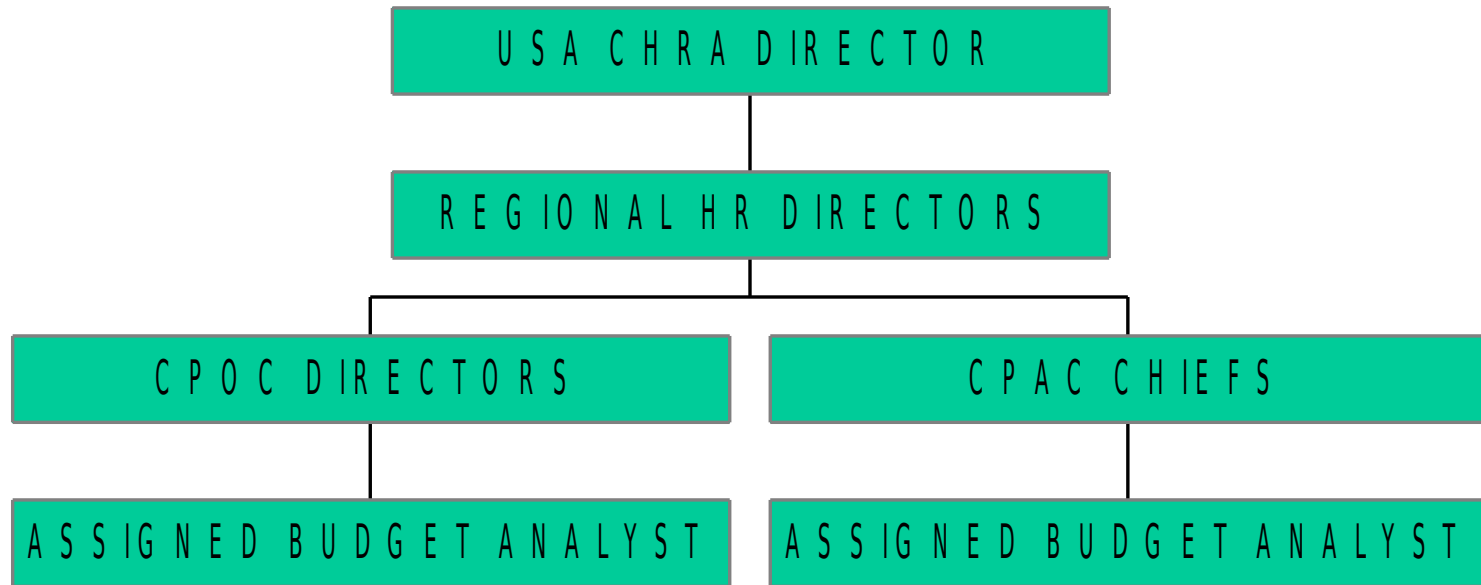 USA CHRA DIRECTOR
REGIONAL HR DIRECTORS
CPOC DIRECTORS
CPAC CHIEFS
ASSIGNED BUDGET ANALYST
ASSIGNED BUDGET ANALYST